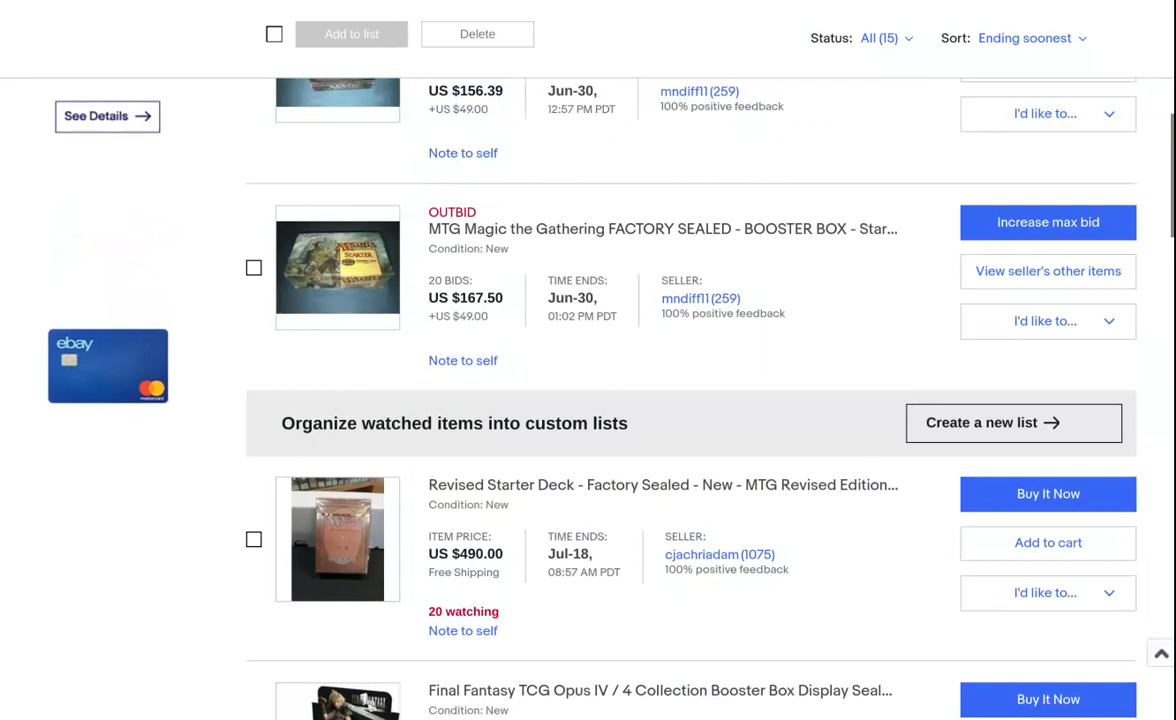 Add to list
Delete
Status: All (15)
Sort: Ending soonest
See Details
US $156.39
+US $49.00
Jun-30,
12:57 PM PDT
mndiff11 (259)
100% positive feedback
I'd like to...
Note to self
OUTBID
MTG Magic the Gathering FACTORY SEALED - BOOSTER BOX - Star...
Condition: New
20 BIDS:
US $167.50
+US $49.00
TIME ENDS:
Jun-30,
01:02 PM PDT
SELLER:
mndiff11 (259)
100% positive feedback
Increase max bid
View seller's other items
I'd like to...
Note to self
MAGIC
STARTER
ebay
mastercard
Organize watched items into custom lists
Create a new list
Revised Starter Deck - Factory Sealed - New - MTG Revised Edition...
Condition: New
ITEM PRICE:
US $490.00
Free Shipping
TIME ENDS:
Jul-18,
08:57 AM PDT
SELLER:
cjachriadam (1075)
100% positive feedback
Buy It Now
Add to cart
I'd like to...
20 watching
Note to self
Final Fantasy TCG Opus IV / 4 Collection Booster Box Display Seal...
Condition: New
Buy It Now